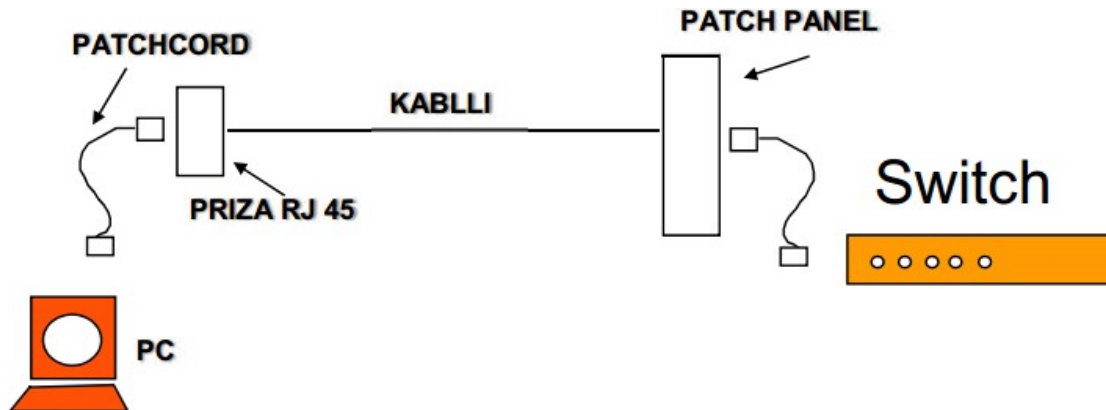 PATCHCORD
PATCH PANEL
KABLLI
PRIZA RJ 45
Switch
PC